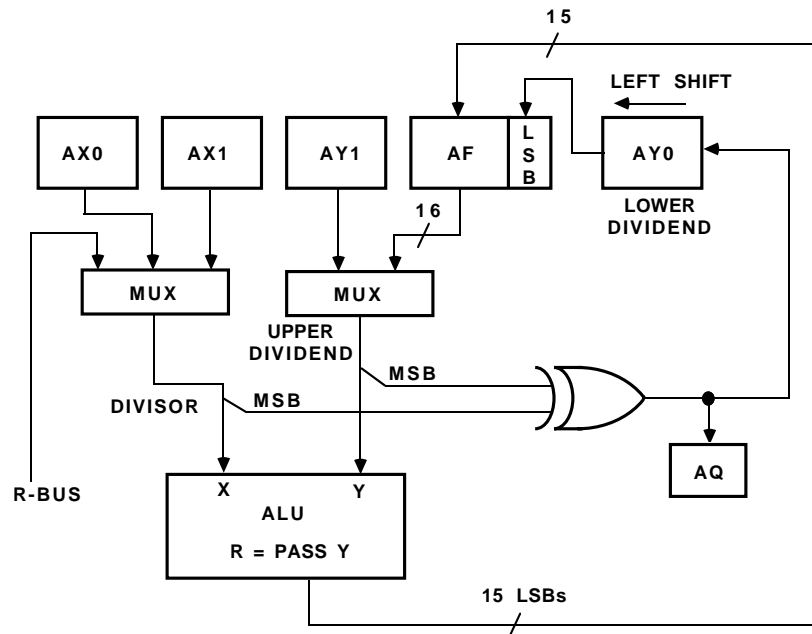 15
LEFT SHIFT
AX0
AX1
AY1
AF
L
S
B
AY0
16
LOWER
DIVIDEND
MUX
MUX
UPPER
DIVIDEND
MSB
DIVISOR
MSB
R-BUS
X
Y
AQ
ALU
R = PASS Y
15 LSBs